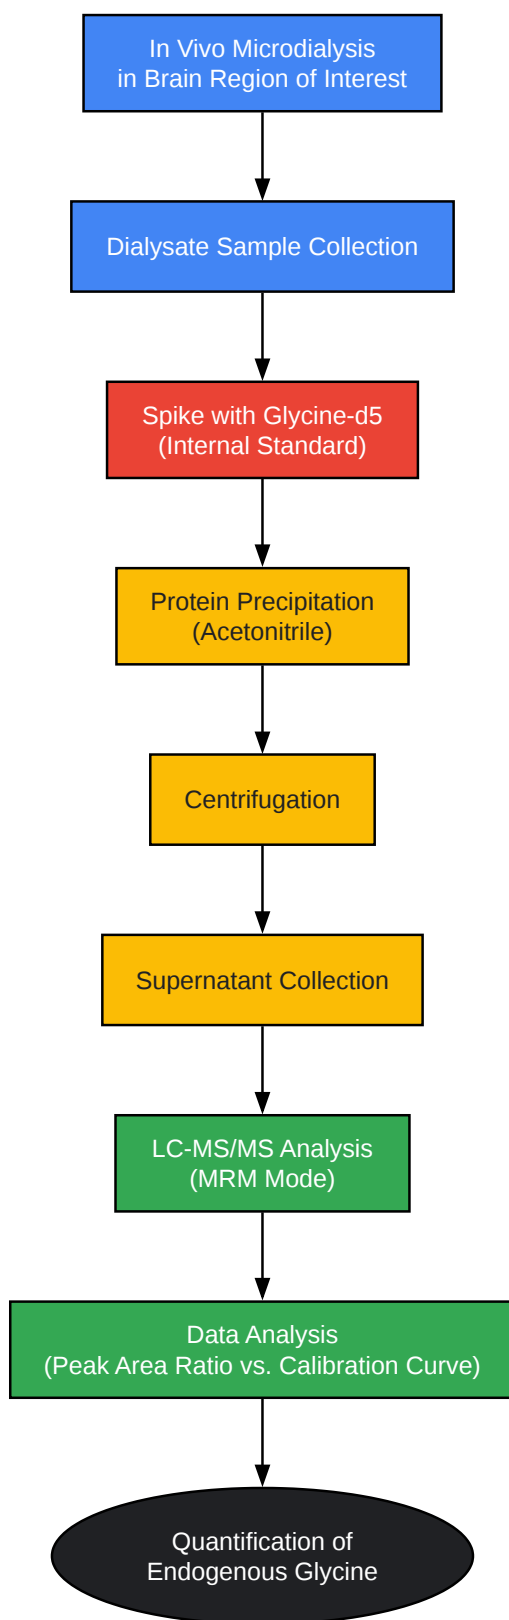 In Vivo Microdialysis
in Brain Region of Interest
Dialysate Sample Collection
Spike with Glycine-d5
(Internal Standard)
Protein Precipitation
(Acetonitrile)
Centrifugation
Supernatant Collection
LC-MS/MS Analysis
(MRM Mode)
Data Analysis
(Peak Area Ratio vs. Calibration Curve)
Quantification of
Endogenous Glycine